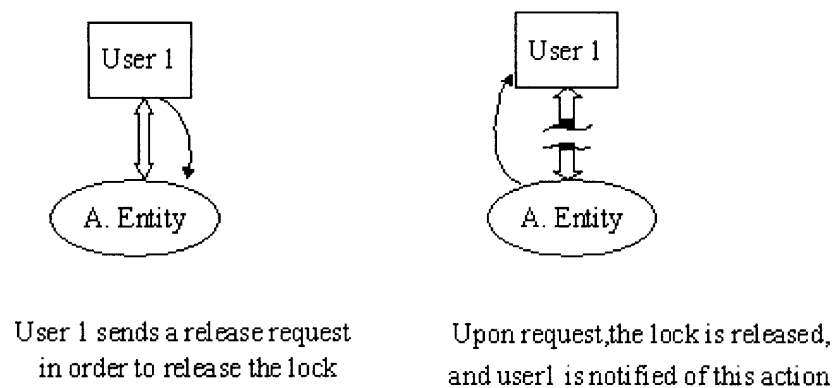 User 1
A. Entity
User 1 sends a release request
in order to release the lock
User 1
A. Entity
Upon request,the lock is released,
and user1 is notified of this action